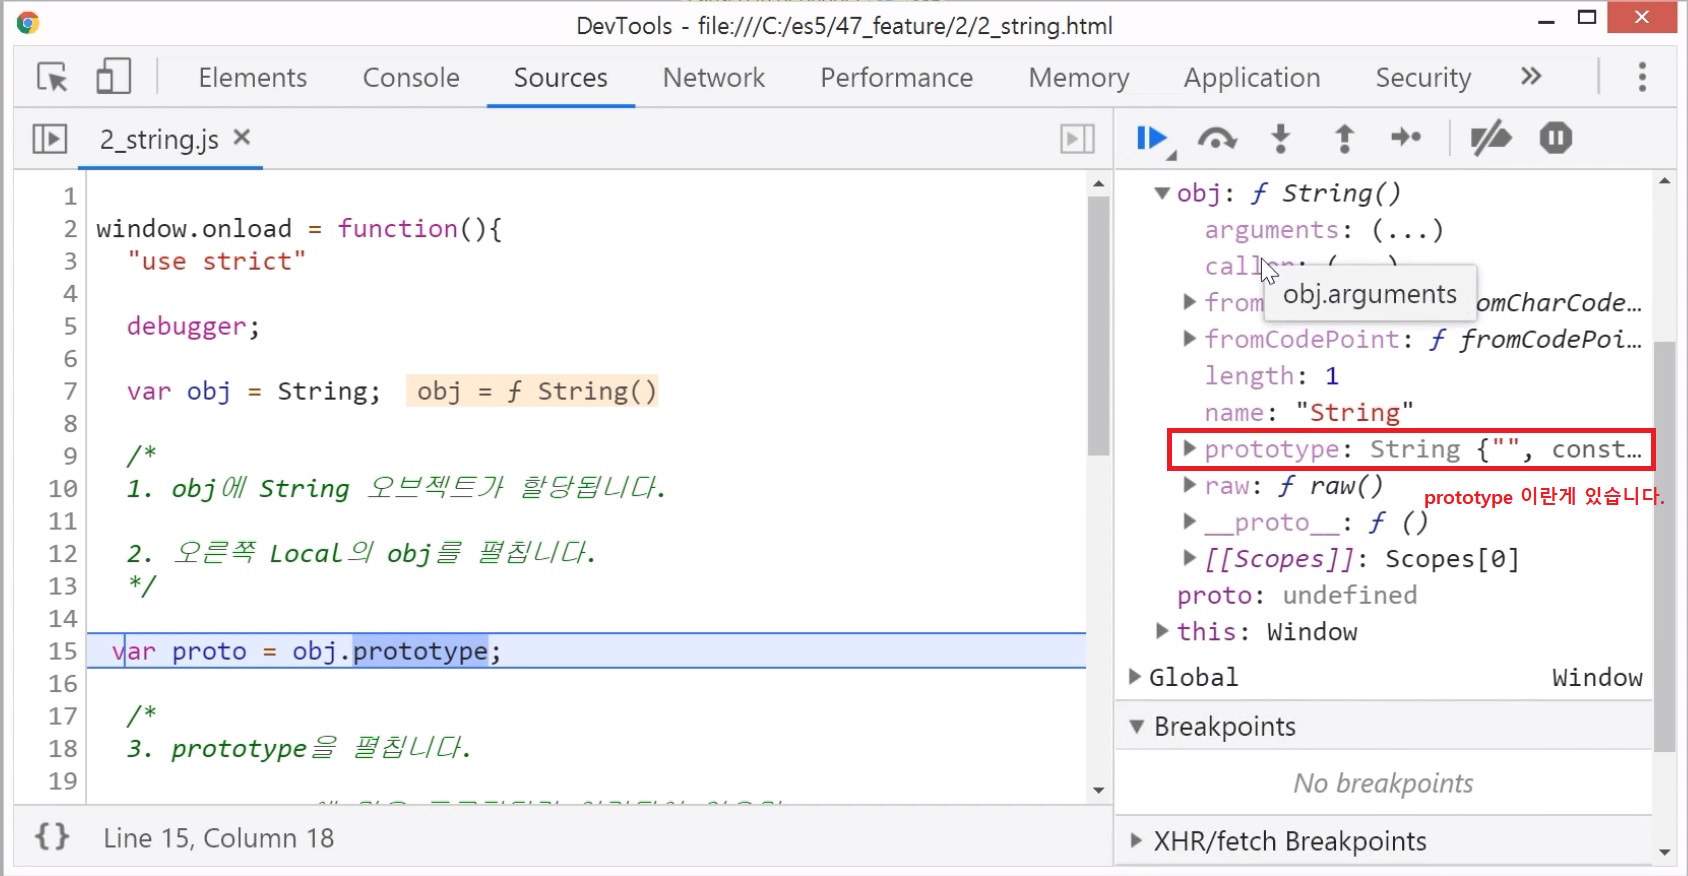 DevTools - file:///C:/es5/47_feature/2/2_string.html
Elements Console Sources Network Performance Memory Application Security »
2_string.js ×
1
2 window.onload = function(){
3 "use strict"
4
5 debugger;
6
7 var obj = String; obj = ƒ String()
8
9 /*
10 1. obj에 String 오브젝트가 할당됩니다.
11
12 2. 오른쪽 Local의 obj를 펼칩니다.
13 */
14
15 var proto = obj.prototype;
16
17 /*
18 3. prototype을 펼칩니다.
19
{} Line 15, Column 18
obj: ƒ String()
arguments: (...)
obj.arguments
omCharCode…
fromCodePoint: ƒ fromCodePoi…
length: 1
name: "String"
prototype: String {"", const…
raw: ƒ raw()
prototype 이란게 있습니다.
__proto__: ƒ ()
[[Scopes]]: Scopes[0]
proto: undefined
this: Window
Global Window
Breakpoints
No breakpoints
XHR/fetch Breakpoints